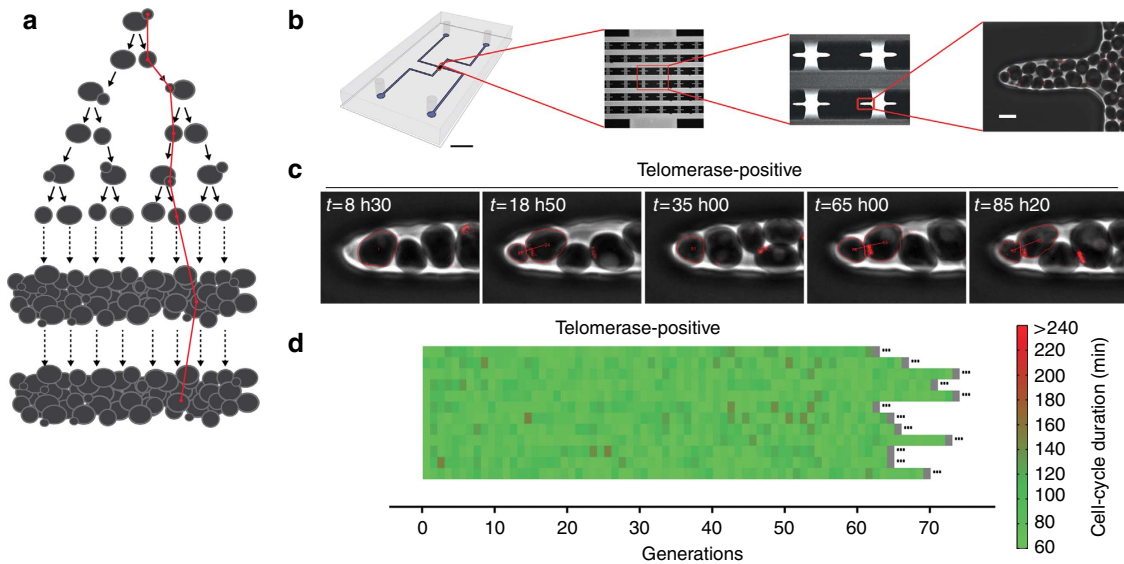 a
b
c
Telomerase-positive
t=8 h30
t=18 h50
t=35 h00
t=65 h00
t=85 h20
d
Telomerase-positive
0
10
20
30
40
50
60
70
Generations
>240
220
200
180
160
140
120
100
80
60
Cell-cycle duration (min)